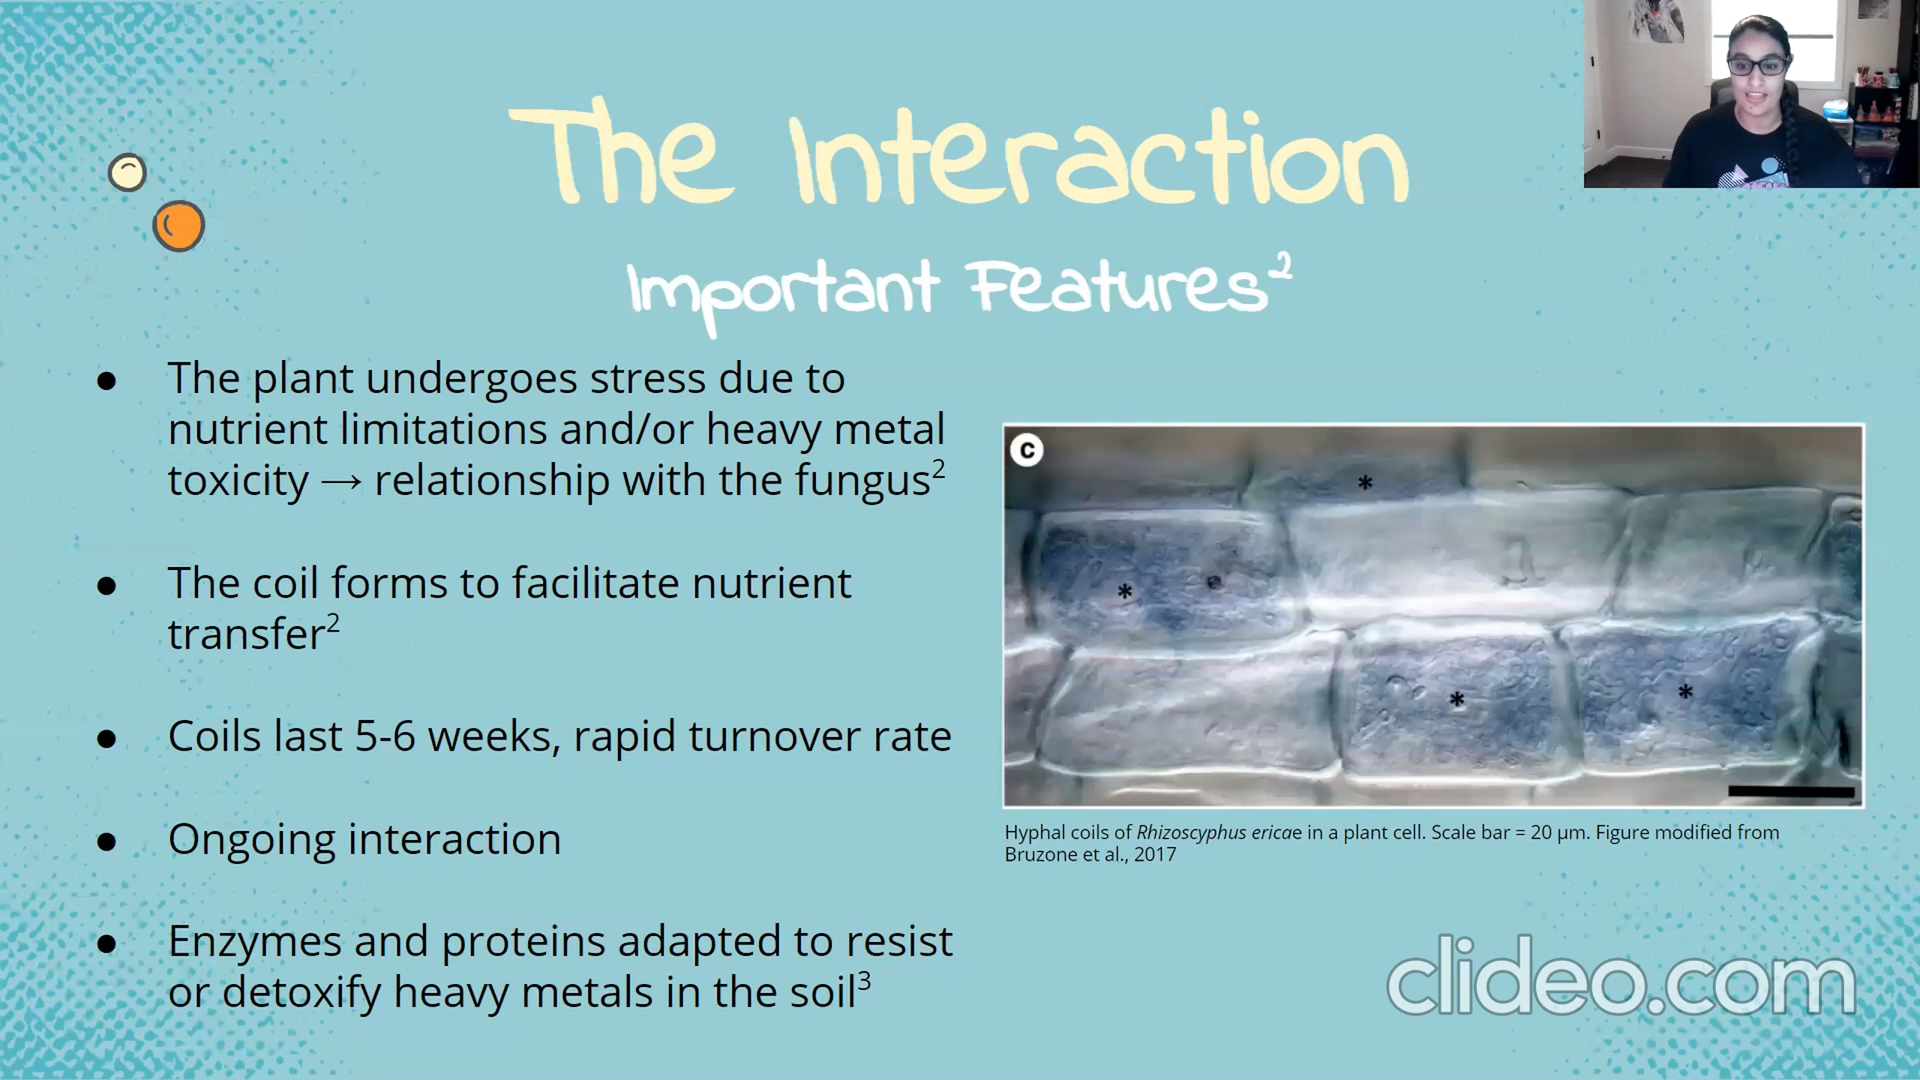 The Interaction
Important Features²
● The plant undergoes stress due to
nutrient limitations and/or heavy metal
toxicity → relationship with the fungus²
● The coil forms to facilitate nutrient
transfer²
● Coils last 5-6 weeks, rapid turnover rate
● Ongoing interaction
● Enzymes and proteins adapted to resist
or detoxify heavy metals in the soil³
c
*
*
*
*
Hyphal coils of Rhizoscyphus ericae in a plant cell. Scale bar = 20 µm. Figure modified from
Bruzone et al., 2017
clideo.com